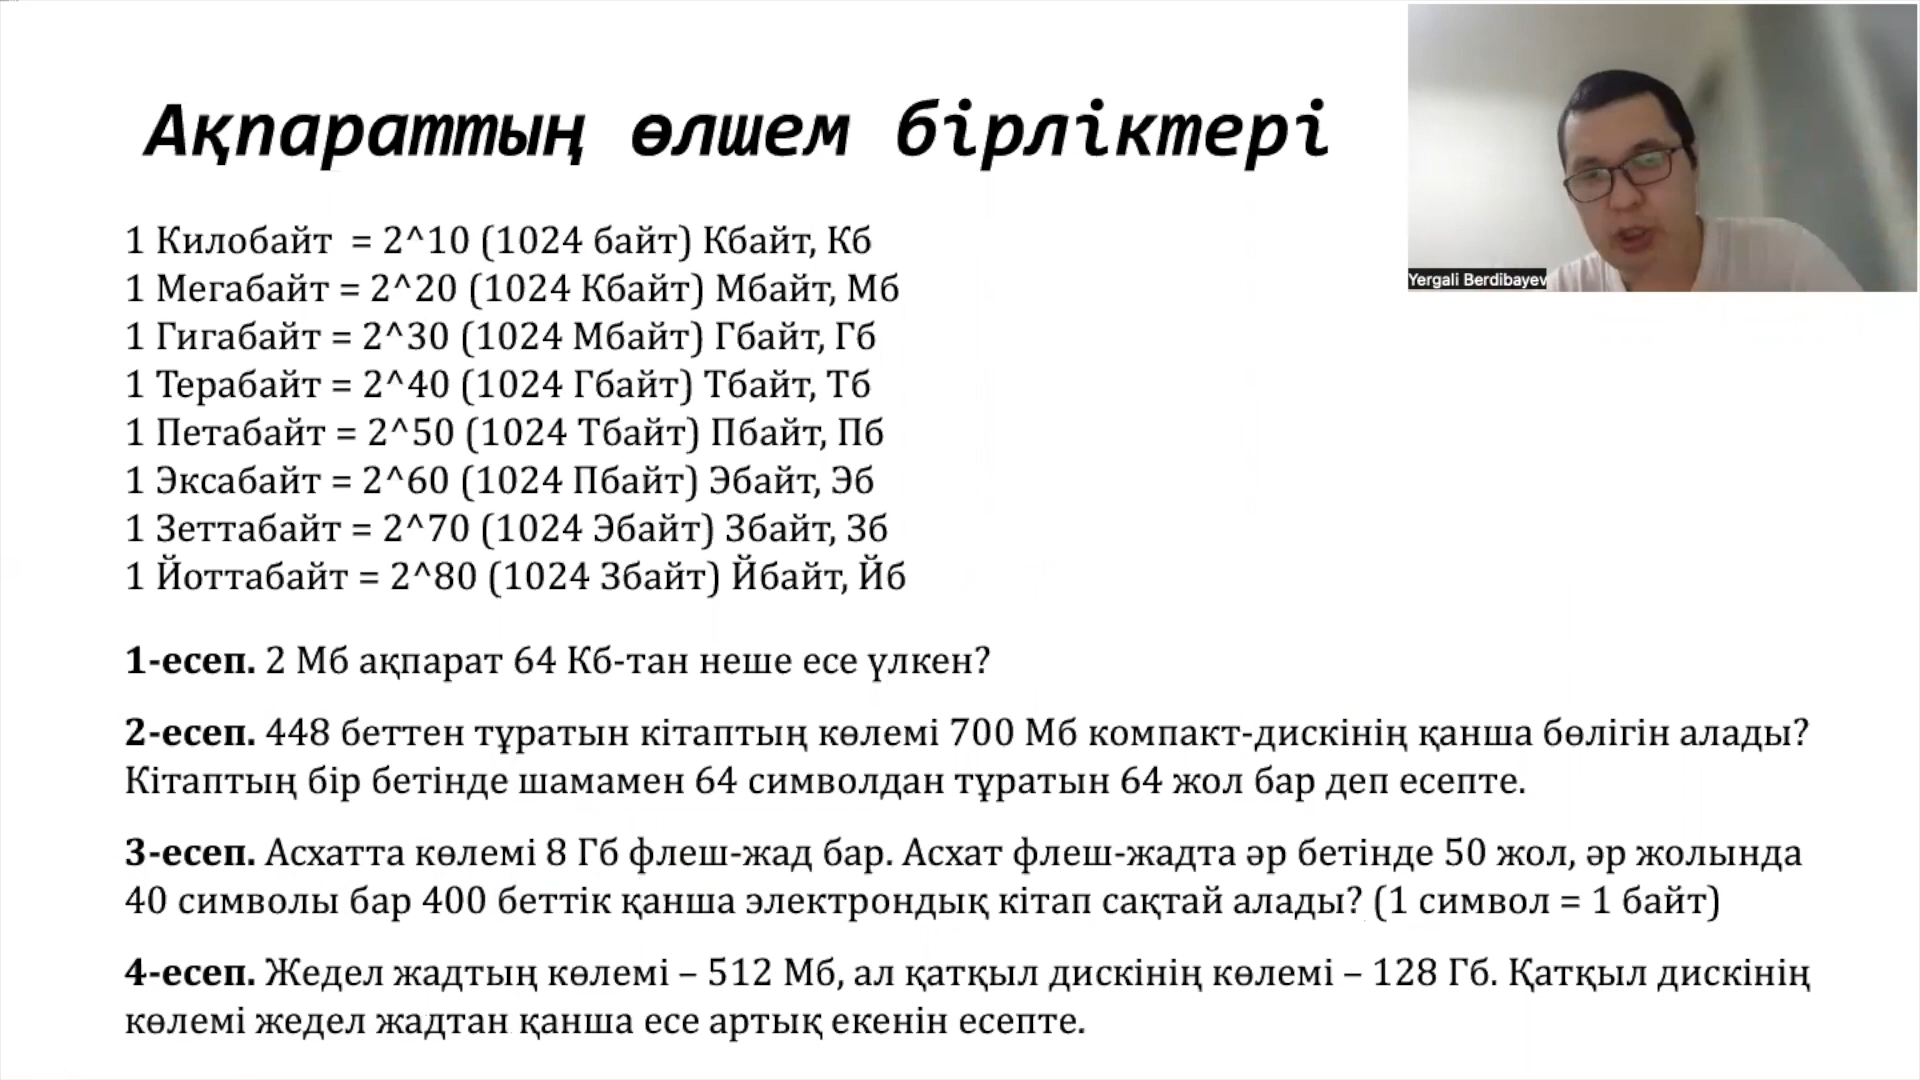 Ақпараттың өлшем бірліктері
Yergali Berdibayev
1 Килобайт = 2^10 (1024 байт) Кбайт, Кб
1 Мегабайт = 2^20 (1024 Кбайт) Мбайт, Мб
1 Гигабайт = 2^30 (1024 Мбайт) Гбайт, Гб
1 Терабайт = 2^40 (1024 Гбайт) Тбайт, Тб
1 Петабайт = 2^50 (1024 Тбайт) Пбайт, Пб
1 Эксабайт = 2^60 (1024 Пбайт) Эбайт, Эб
1 Зеттабайт = 2^70 (1024 Эбайт) Збайт, Зб
1 Йоттабайт = 2^80 (1024 Збайт) Йбайт, Йб
1-есеп. 2 Мб ақпарат 64 Кб-тан неше есе үлкен?
2-есеп. 448 беттен тұратын кітаптың көлемі 700 Мб компакт-дискінің қанша бөлігін алады?
Кітаптың бір бетінде шамамен 64 символдан тұратын 64 жол бар деп есепте.
3-есеп. Асхатта көлемі 8 Гб флеш-жад бар. Асхат флеш-жадта әр бетінде 50 жол, әр жолында
40 символы бар 400 беттік қанша электрондық кітап сақтай алады? (1 символ = 1 байт)
4-есеп. Жедел жадтың көлемі – 512 Мб, ал қатқыл дискінің көлемі – 128 Гб. Қатқыл дискінің
көлемі жедел жадтан қанша есе артық екенін есепте.